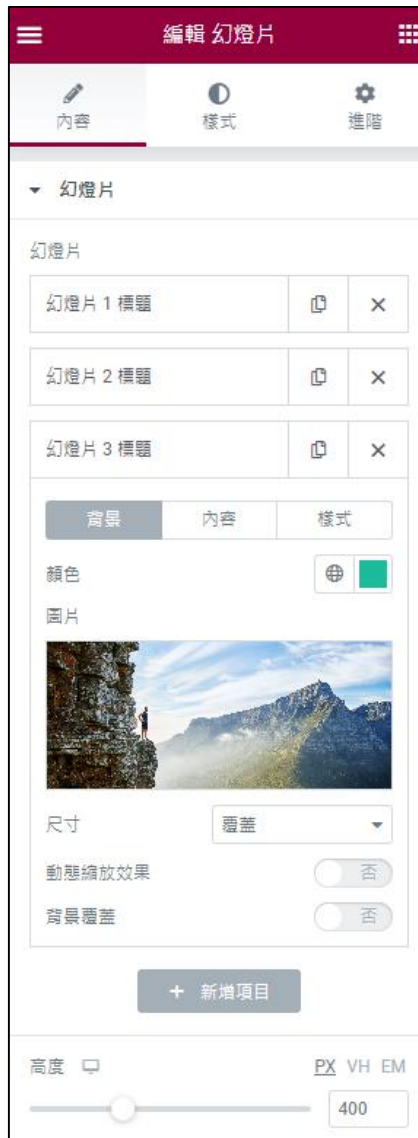 編輯 幻燈片
內容 樣式 進階
幻燈片
幻燈片
幻燈片 1 標題
幻燈片 2 標題
幻燈片 3 標題
背景 內容 樣式
顏色
圖片
尺寸 覆蓋
動態縮放效果 否
背景覆蓋 否
+ 新增項目
高度 PX VH EM
400